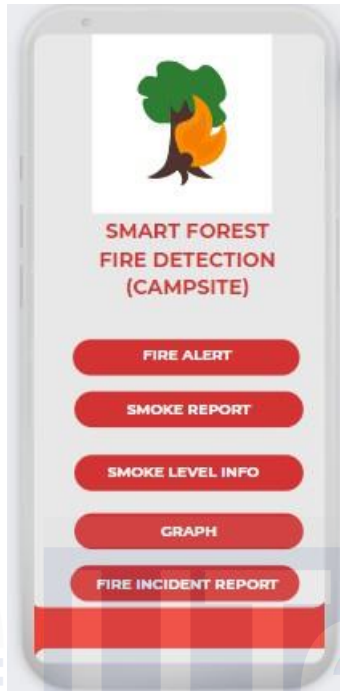 SMART FOREST
FIRE DETECTION
(CAMPSITE)
FIRE ALERT
SMOKE REPORT
SMOKE LEVEL INFO
GRAPH
FIRE INCIDENT REPORT